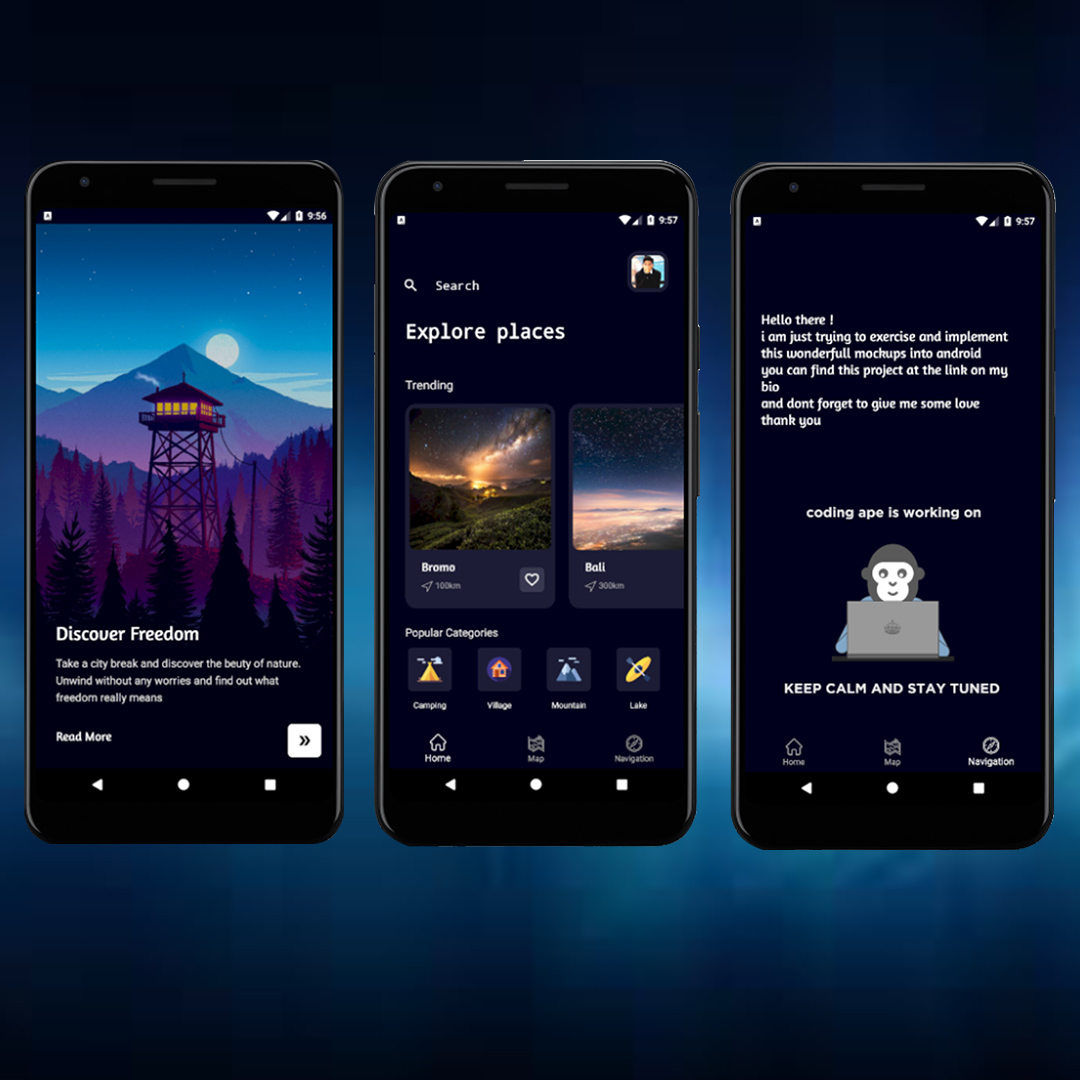 9:56
Discover Freedom
Take a city break and discover the beuty of nature.
Unwind without any worries and find out what
freedom really means
Read More
9:57
Search
Explore places
Trending
Bromo
100km
Bali
300km
Popular Categories
Camping
Village
Mountain
Lake
Home
Map
Navigation
9:57
Hello there !
i am just trying to exercise and implement
this wonderfull mockups into android
you can find this project at the link on my
bio
and dont forget to give me some love
thank you
coding ape is working on
KEEP CALM AND STAY TUNED
Home
Map
Navigation